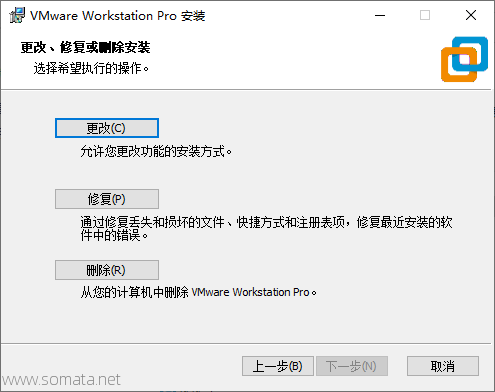 VMware Workstation Pro 安装
更改、修复或删除安装
选择希望执行的操作。
更改(C)
允许您更改功能的安装方式。
修复(P)
通过修复丢失和损坏的文件、快捷方式和注册表项，修复最近安装的软
件中的错误。
删除(R)
从您的计算机中删除 VMware Workstation Pro。
上一步(B)
下一步(N)
取消
www.somata.net